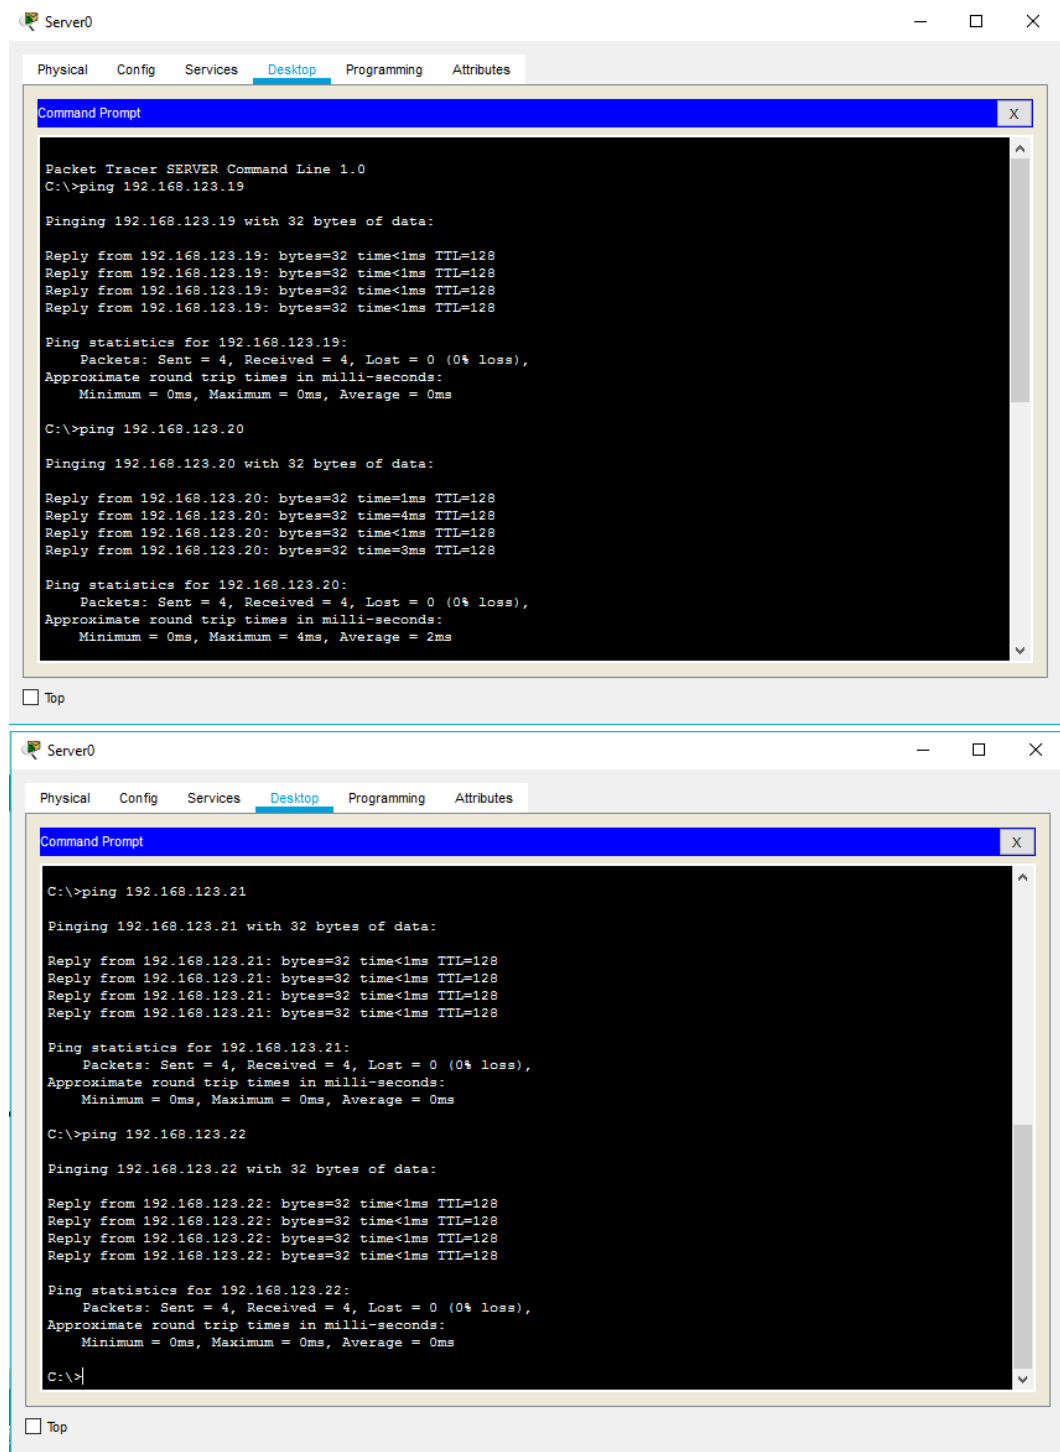 Server0
Physical Config Services Desktop Programming Attributes
Command Prompt
X
Packet Tracer SERVER Command Line 1.0
C:\>ping 192.168.123.19
Pinging 192.168.123.19 with 32 bytes of data:
Reply from 192.168.123.19: bytes=32 time<1ms TTL=128
Reply from 192.168.123.19: bytes=32 time<1ms TTL=128
Reply from 192.168.123.19: bytes=32 time<1ms TTL=128
Reply from 192.168.123.19: bytes=32 time<1ms TTL=128
Ping statistics for 192.168.123.19:
Packets: Sent = 4, Received = 4, Lost = 0 (0% loss),
Approximate round trip times in milli-seconds:
Minimum = 0ms, Maximum = 0ms, Average = 0ms
C:\>ping 192.168.123.20
Pinging 192.168.123.20 with 32 bytes of data:
Reply from 192.168.123.20: bytes=32 time=1ms TTL=128
Reply from 192.168.123.20: bytes=32 time=4ms TTL=128
Reply from 192.168.123.20: bytes=32 time<1ms TTL=128
Reply from 192.168.123.20: bytes=32 time=3ms TTL=128
Ping statistics for 192.168.123.20:
Packets: Sent = 4, Received = 4, Lost = 0 (0% loss),
Approximate round trip times in milli-seconds:
Minimum = 0ms, Maximum = 4ms, Average = 2ms
Top
Server0
Physical Config Services Desktop Programming Attributes
Command Prompt
X
C:\>ping 192.168.123.21
Pinging 192.168.123.21 with 32 bytes of data:
Reply from 192.168.123.21: bytes=32 time<1ms TTL=128
Reply from 192.168.123.21: bytes=32 time<1ms TTL=128
Reply from 192.168.123.21: bytes=32 time<1ms TTL=128
Reply from 192.168.123.21: bytes=32 time<1ms TTL=128
Ping statistics for 192.168.123.21:
Packets: Sent = 4, Received = 4, Lost = 0 (0% loss),
Approximate round trip times in milli-seconds:
Minimum = 0ms, Maximum = 0ms, Average = 0ms
C:\>ping 192.168.123.22
Pinging 192.168.123.22 with 32 bytes of data:
Reply from 192.168.123.22: bytes=32 time<1ms TTL=128
Reply from 192.168.123.22: bytes=32 time<1ms TTL=128
Reply from 192.168.123.22: bytes=32 time<1ms TTL=128
Reply from 192.168.123.22: bytes=32 time<1ms TTL=128
Ping statistics for 192.168.123.22:
Packets: Sent = 4, Received = 4, Lost = 0 (0% loss),
Approximate round trip times in milli-seconds:
Minimum = 0ms, Maximum = 0ms, Average = 0ms
C:\>
Top